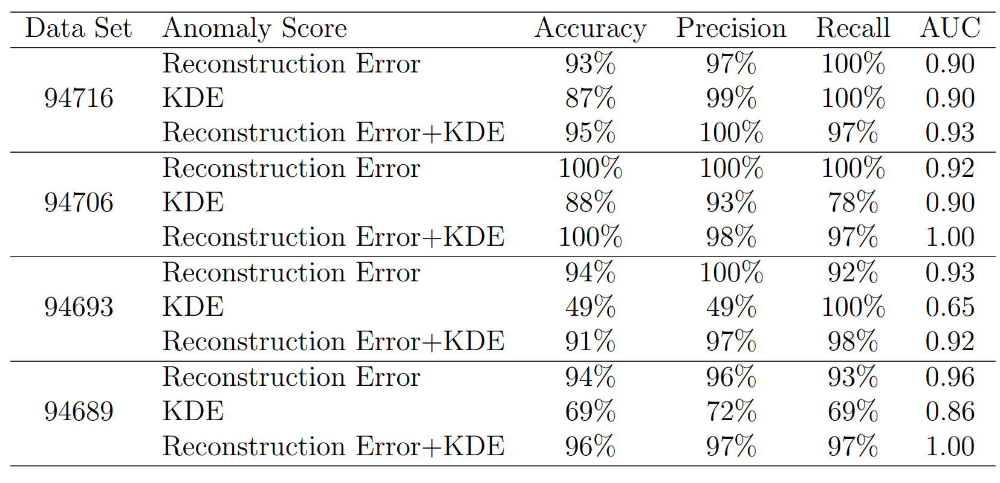 Data Set Anomaly Score Accuracy Precision Recall AUC
Reconstruction Error 93% 97% 100% 0.90
94716 KDE 87% 99% 100% 0.90
Reconstruction Error+KDE 95% 100% 97% 0.93
Reconstruction Error 100% 100% 100% 0.92
94706 KDE 88% 93% 78% 0.90
Reconstruction Error+KDE 100% 98% 97% 1.00
Reconstruction Error 94% 100% 92% 0.93
94693 KDE 49% 49% 100% 0.65
Reconstruction Error+KDE 91% 97% 98% 0.92
Reconstruction Error 94% 96% 93% 0.96
94689 KDE 69% 72% 69% 0.86
Reconstruction Error+KDE 96% 97% 97% 1.00